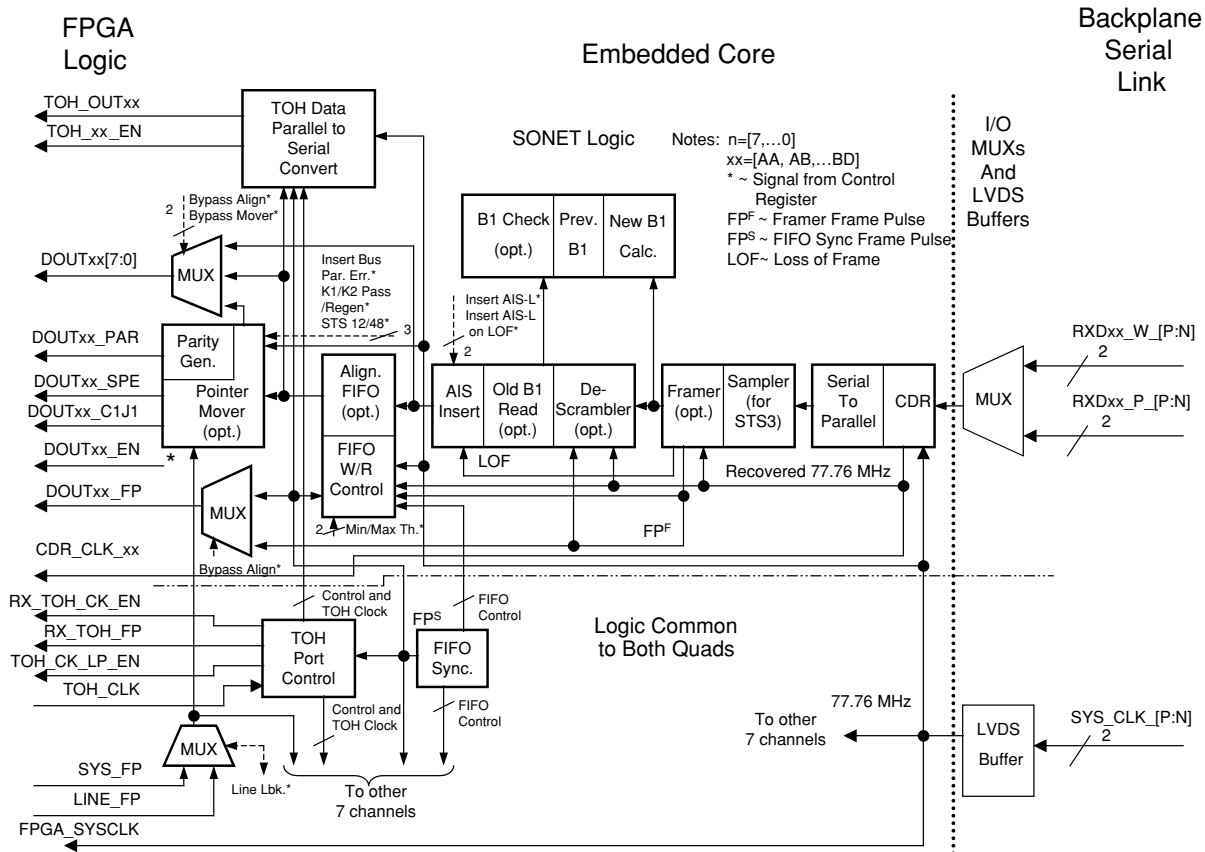 FPGA
Logic
Embedded Core
Backplane
Serial
Link
TOH_OUTxx
TOH_xx_EN
TOH Data
Parallel to
Serial
Convert
SONET Logic
Notes: n=[7,...0]
xx=[AA, AB,...BD]
* ~ Signal from Control
Register
FPF ~ Framer Frame Pulse
FPS ~ FIFO Sync Frame Pulse
LOF~ Loss of Frame
I/O
MUXs
And
LVDS
Buffers
2
Bypass Align*
Bypass Mover*
DOUTxx[7:0]
MUX
Insert Bus
Par. Err.*
K1/K2 Pass
/Regen*
STS 12/48*
3
B1 Check
(opt.)
Prev.
B1
New B1
Calc.
Insert AIS-L*
Insert AIS-L
on LOF*
2
DOUTxx_PAR
DOUTxx_SPE
DOUTxx_C1J1
DOUTxx_EN
*
DOUTxx_FP
Parity
Gen.
Pointer
Mover
(opt.)
Align.
FIFO
(opt.)
FIFO
W/R
Control
AIS
Insert
Old B1
Read
(opt.)
De-
Scrambler
(opt.)
Framer
(opt.)
Sampler
(for
STS3)
Serial
To
Parallel
CDR
MUX
RXDxx_W_[P:N]
2
RXDxx_P_[P:N]
2
LOF
Recovered 77.76 MHz
MUX
2
Min/Max Th.*
FPF
Bypass Align*
CDR_CLK_xx
RX_TOH_CK_EN
RX_TOH_FP
TOH_CK_LP_EN
TOH_CLK
Control and
TOH Clock
TOH
Port
Control
FPS
FIFO
Sync.
FIFO
Control
Logic Common
to Both Quads
Control and
TOH Clock
FIFO
Control
MUX
SYS_FP
LINE_FP
Line Lbk.*
To other
7 channels
77.76 MHz
To other
7 channels
LVDS
Buffer
SYS_CLK_[P:N]
2
FPGA_SYSCLK